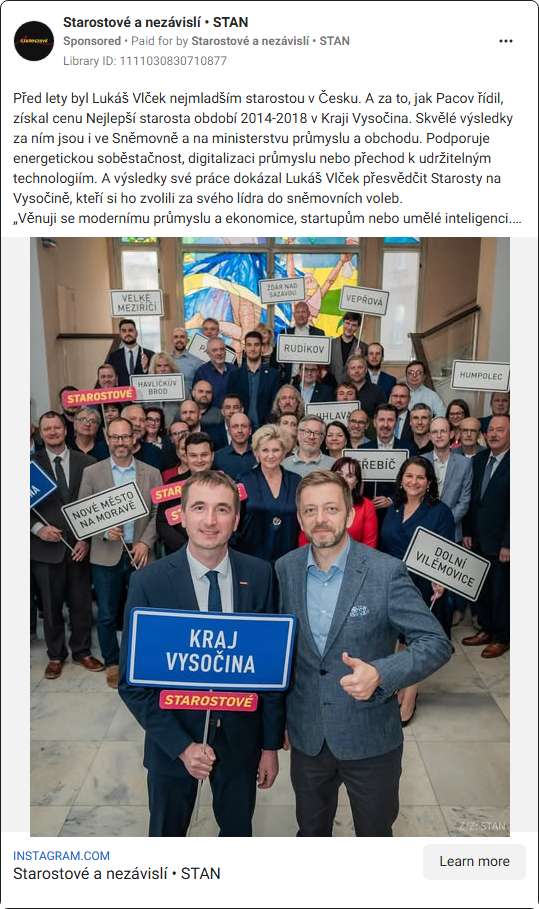 Starostové a nezávislí • STAN
Sponsored • Paid for by Starostové a nezávislí • STAN
Library ID: 1111030830710877
Před lety byl Lukáš Vlček nejmladším starostou v Česku. A za to, jak Pacov řídil,
získal cenu Nejlepší starosta období 2014-2018 v Kraji Vysočina. Skvělé výsledky
za ním jsou i ve Sněmovně a na ministerstvu průmyslu a obchodu. Podporuje
energetickou soběstačnost, digitalizaci průmyslu nebo přechod k udržitelným
technologiím. A výsledky své práce dokázal Lukáš Vlček přesvědčit Starosty na
Vysočině, kteří si ho zvolili za svého lídra do sněmovních voleb.
„Věnuji se modernímu průmyslu a ekonomice, startupům nebo umělé inteligenci....
VELKÉ
MEZIŘÍČÍ
ŽĎÁR NAD
SÁZAVOU
VEPŘOVÁ
RUDÍKOV
HUMPOLEC
HAVLÍČKŮV
BROD
STAROSTOVÉ
NOVÉ MĚSTO
NA MORAVĚ
DOLNÍ
VILÉMOVICE
KRAJ
VYSOČINA
STAROSTOVÉ
Z/Z: STAN
INSTAGRAM.COM
Starostové a nezávislí • STAN
Learn more